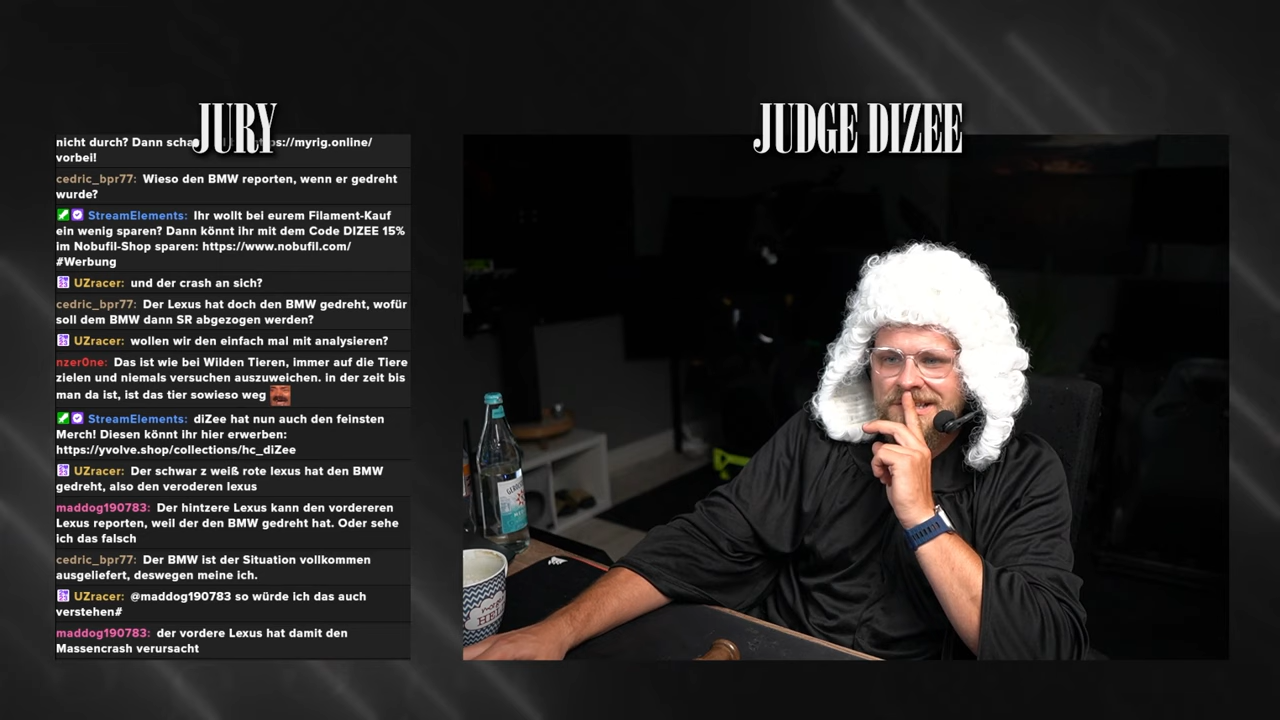 JURY
JUDGE DIZEE
nicht durch? Dann scha
s://myrig.online/
vorbei!
cedric_bpr77: Wieso den BMW reporten, wenn er gedreht
wurde?
StreamElements: Ihr wollt bei eurem Filament-Kauf
ein wenig sparen? Dann könnt ihr mit dem Code DIZEE 15%
im Nobufil-Shop sparen: https://www.nobufil.com/
#Werbung
UZracer: und der crash an sich?
cedric_bpr77: Der Lexus hat doch den BMW gedreht, wofür
soll dem BMW dann SR abgezogen werden?
UZracer: wollen wir den einfach mal mit analysieren?
nzer0ne: Das ist wie bei Wilden Tieren, immer auf die Tiere
zielen und niemals versuchen auszuweichen. in der zeit bis
man da ist, ist das tier sowieso weg
StreamElements: diZee hat nun auch den feinsten
Merch! Diesen könnt ihr hier erwerben:
https://yvolve.shop/collections/hc_diZee
UZracer: Der schwar z weiß rote lexus hat den BMW
gedreht, also den veroderen lexus
maddog190783: Der hintzere Lexus kann den vordereren
Lexus reporten, weil der den BMW gedreht hat. Oder sehe
ich das falsch
cedric_bpr77: Der BMW ist der Situation vollkommen
ausgeliefert, deswegen meine ich.
UZracer: @maddog190783 so würde ich das auch
verstehen#
maddog190783: der vordere Lexus hat damit den
Massencrash verursacht